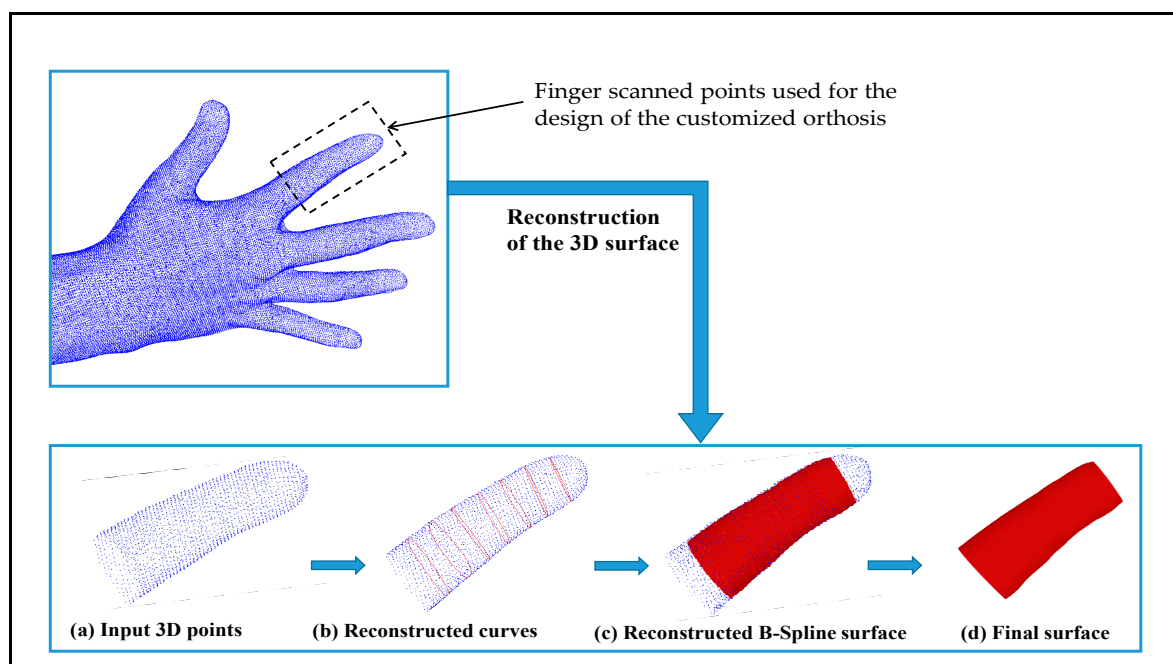 Finger scanned points used for the
design of the customized orthosis
Reconstruction
of the 3D surface
(a) Input 3D points
(b) Reconstructed curves
(c) Reconstructed B-Spline surface
(d) Final surface